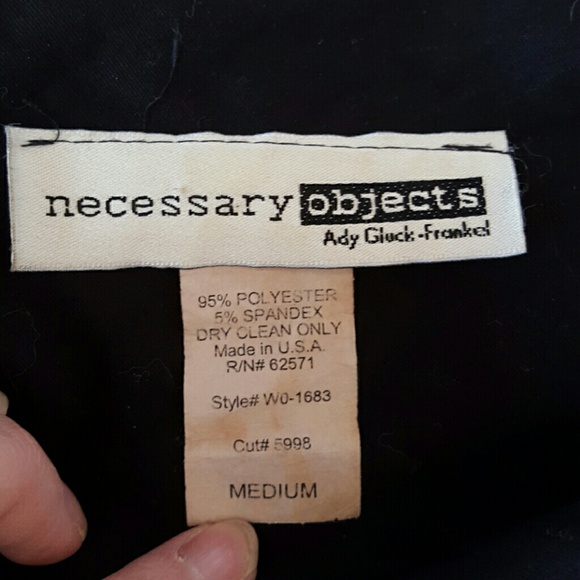 necessary objects
Ady Gluck-Frankel
95% POLYESTER
5% SPANDEX
DRY CLEAN ONLY
Made in U.S.A.
R/N# 62571
Style# W0-1683
Cut# 5998
MEDIUM